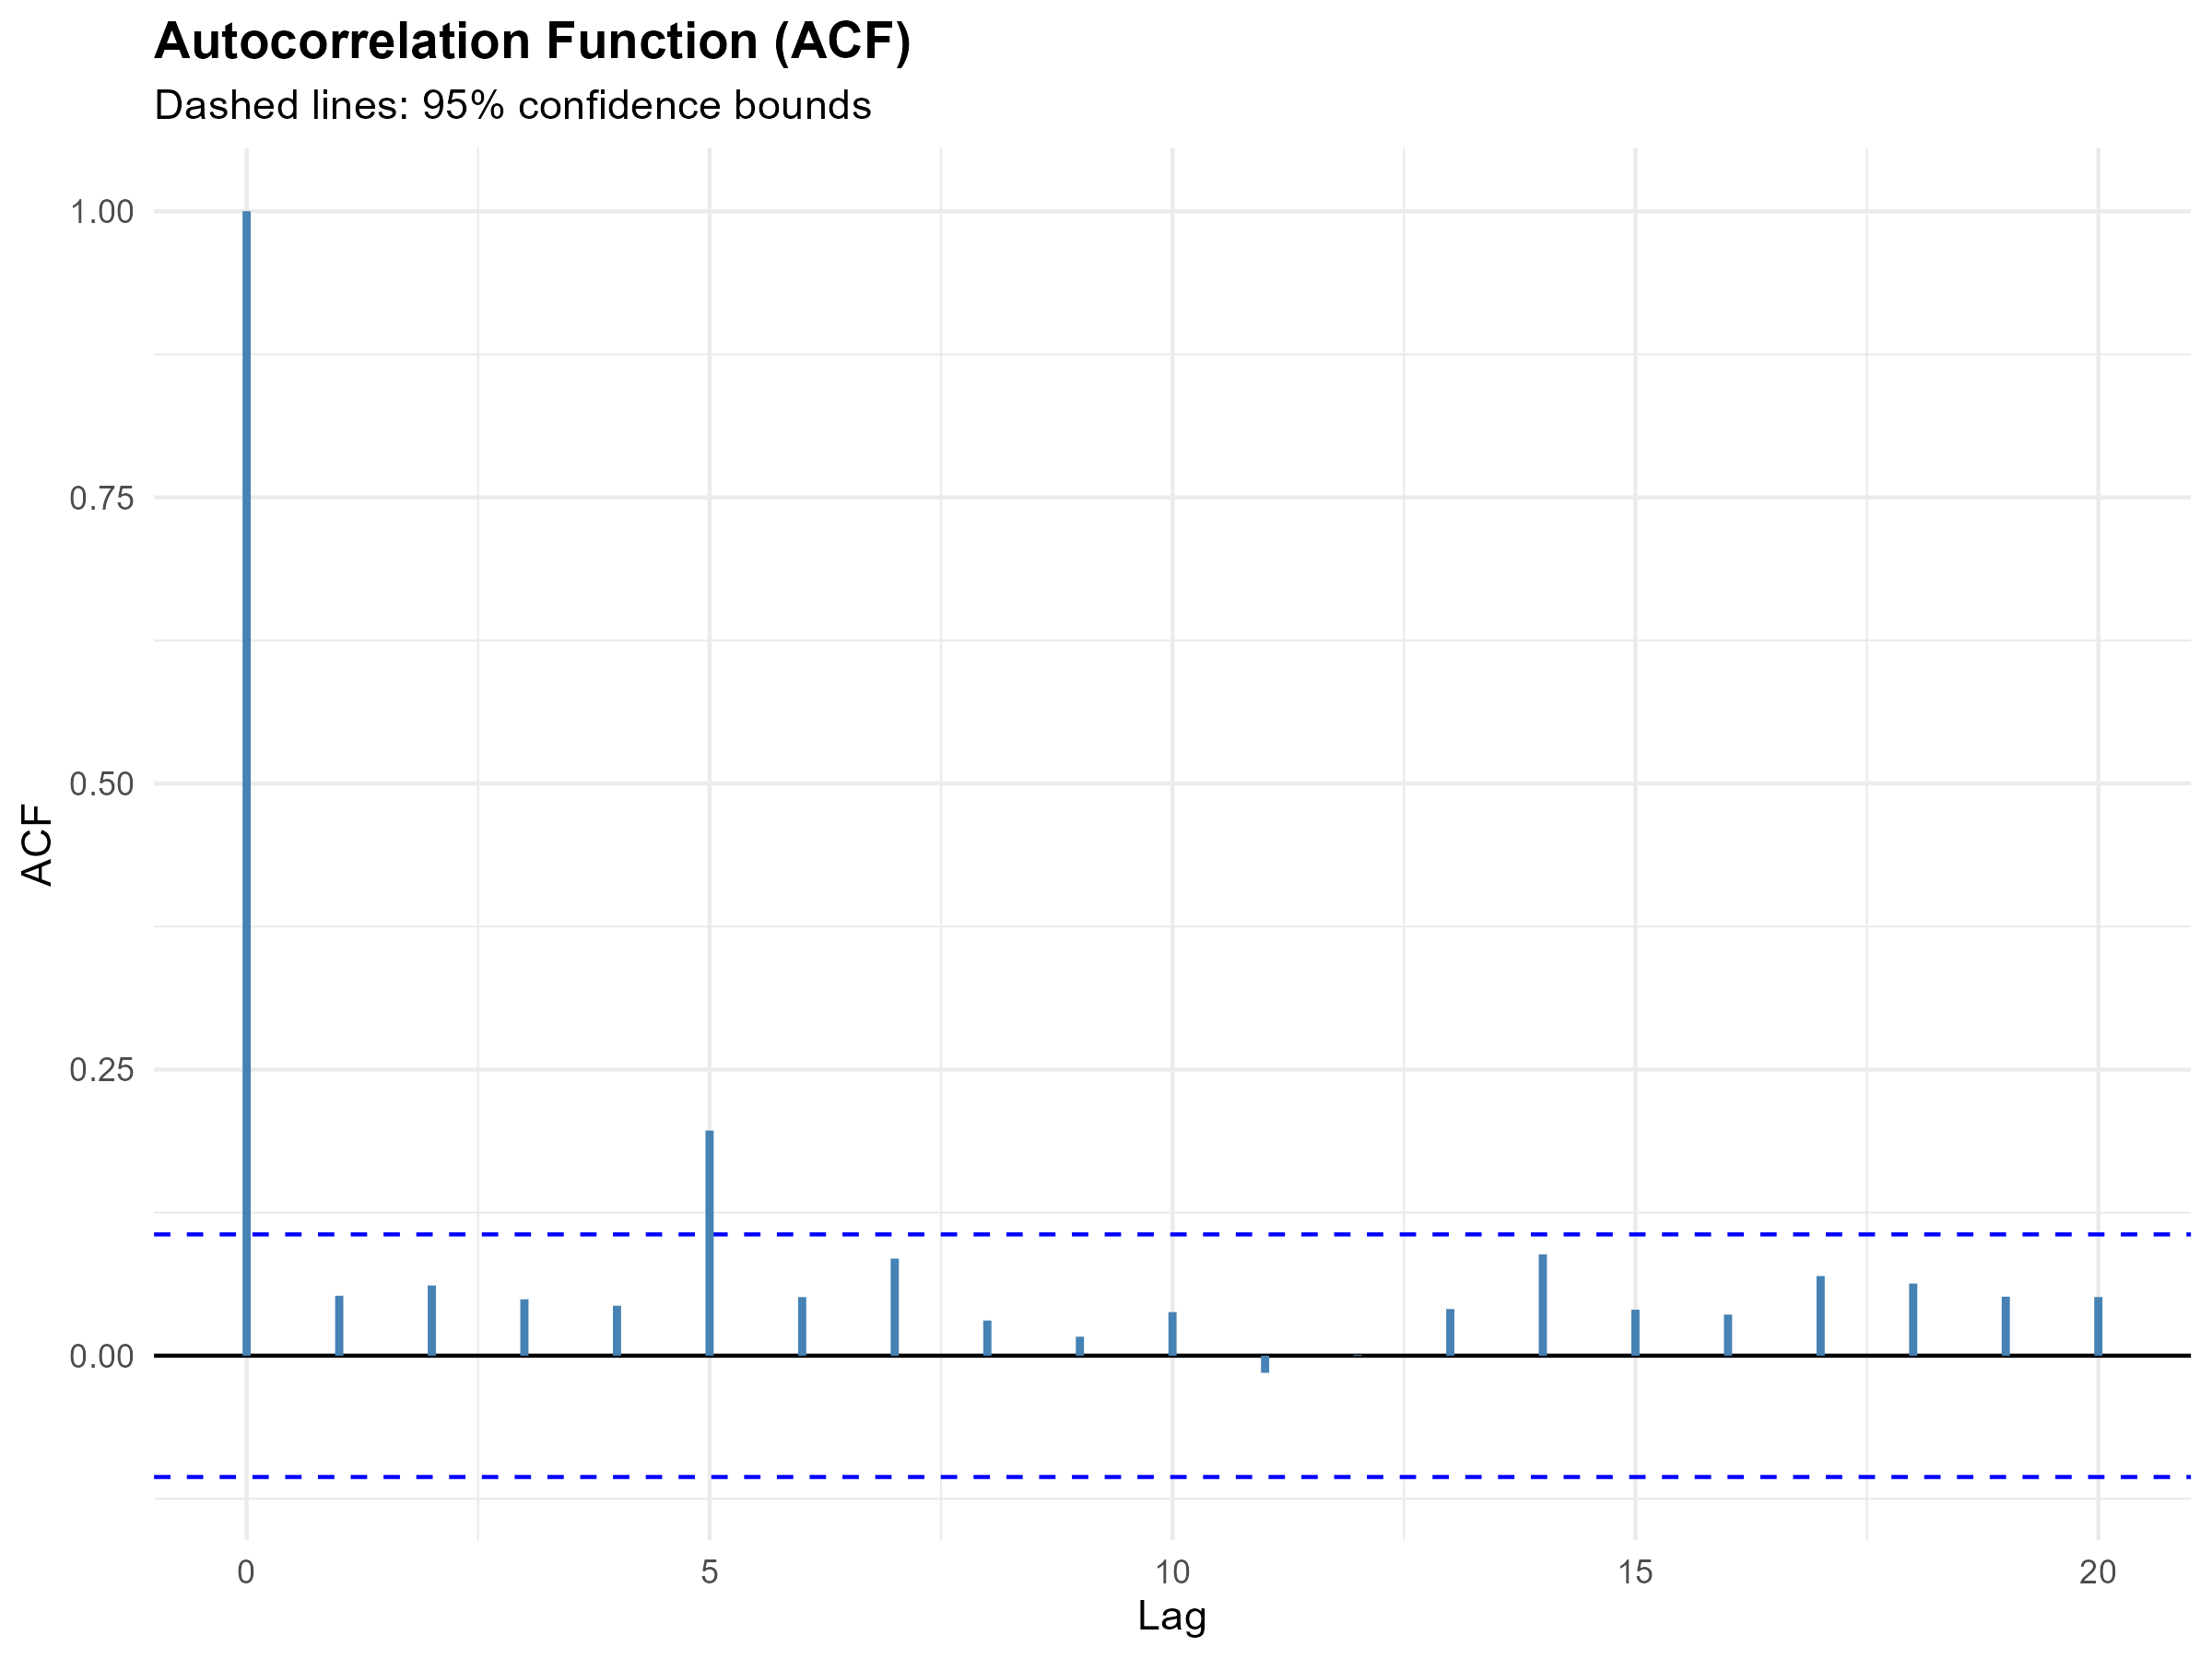 Autocorrelation Function (ACF)
Dashed lines: 95% confidence bounds
1.00
0.75
0.50
0.25
0.00
ACF
0 5 10 15 20
Lag